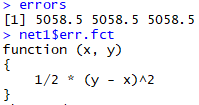 > errors
[1] 5058.5 5058.5 5058.5
> net1$err.fct
function (x, y)
{
    1/2 * (y - x)^2
}